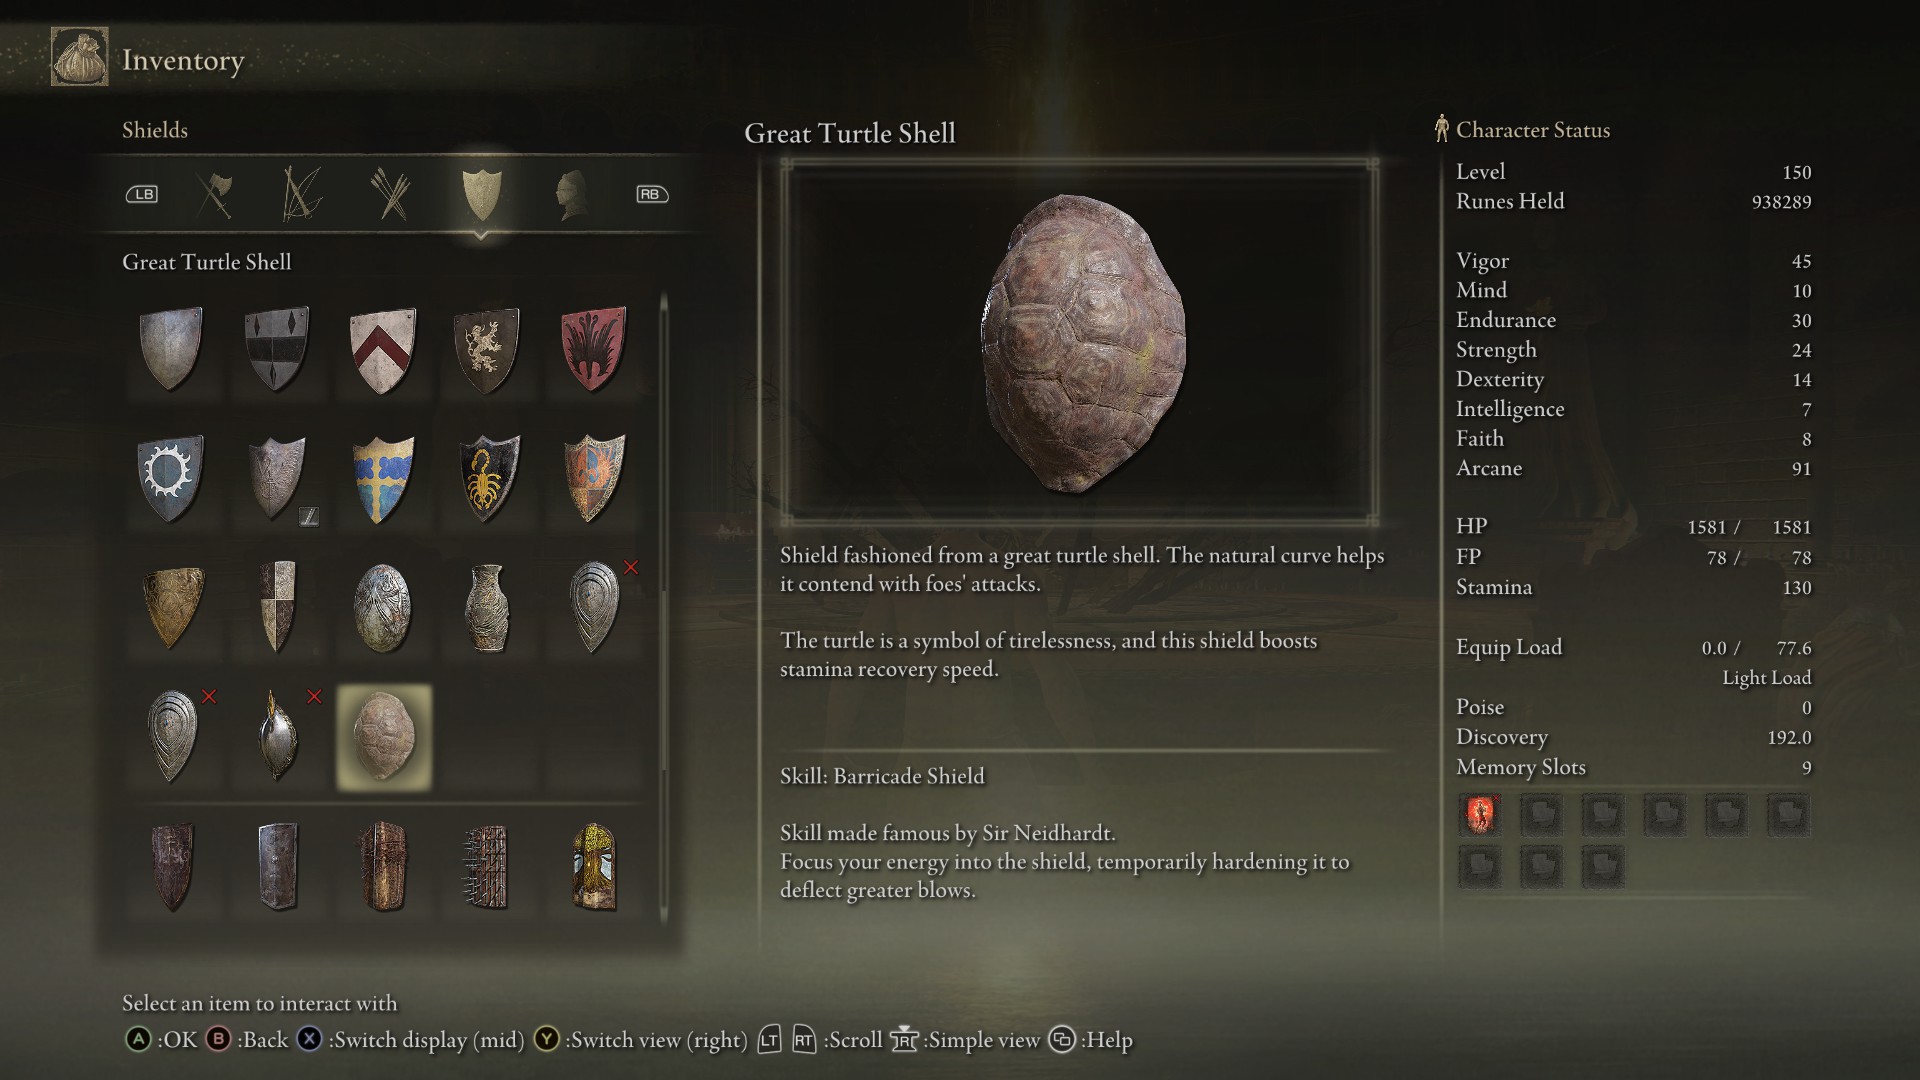 Inventory
Shields
LB
RB
Great Turtle Shell
Great Turtle Shell
Shield fashioned from a great turtle shell. The natural curve helps
it contend with foes' attacks.
The turtle is a symbol of tirelessness, and this shield boosts
stamina recovery speed.
Skill: Barricade Shield
Skill made famous by Sir Neidhardt.
Focus your energy into the shield, temporarily hardening it to
deflect greater blows.
Character Status
Level 150
Runes Held 938289
Vigor 45
Mind 10
Endurance 30
Strength 24
Dexterity 14
Intelligence 7
Faith 8
Arcane 91
HP 1581 / 1581
FP 78 / 78
Stamina 130
Equip Load 0.0 / 77.6
Light Load
Poise 0
Discovery 192.0
Memory Slots 9
Select an item to interact with
A :OK B :Back X :Switch display (mid) Y :Switch view (right) LT RT :Scroll R :Simple view :Help